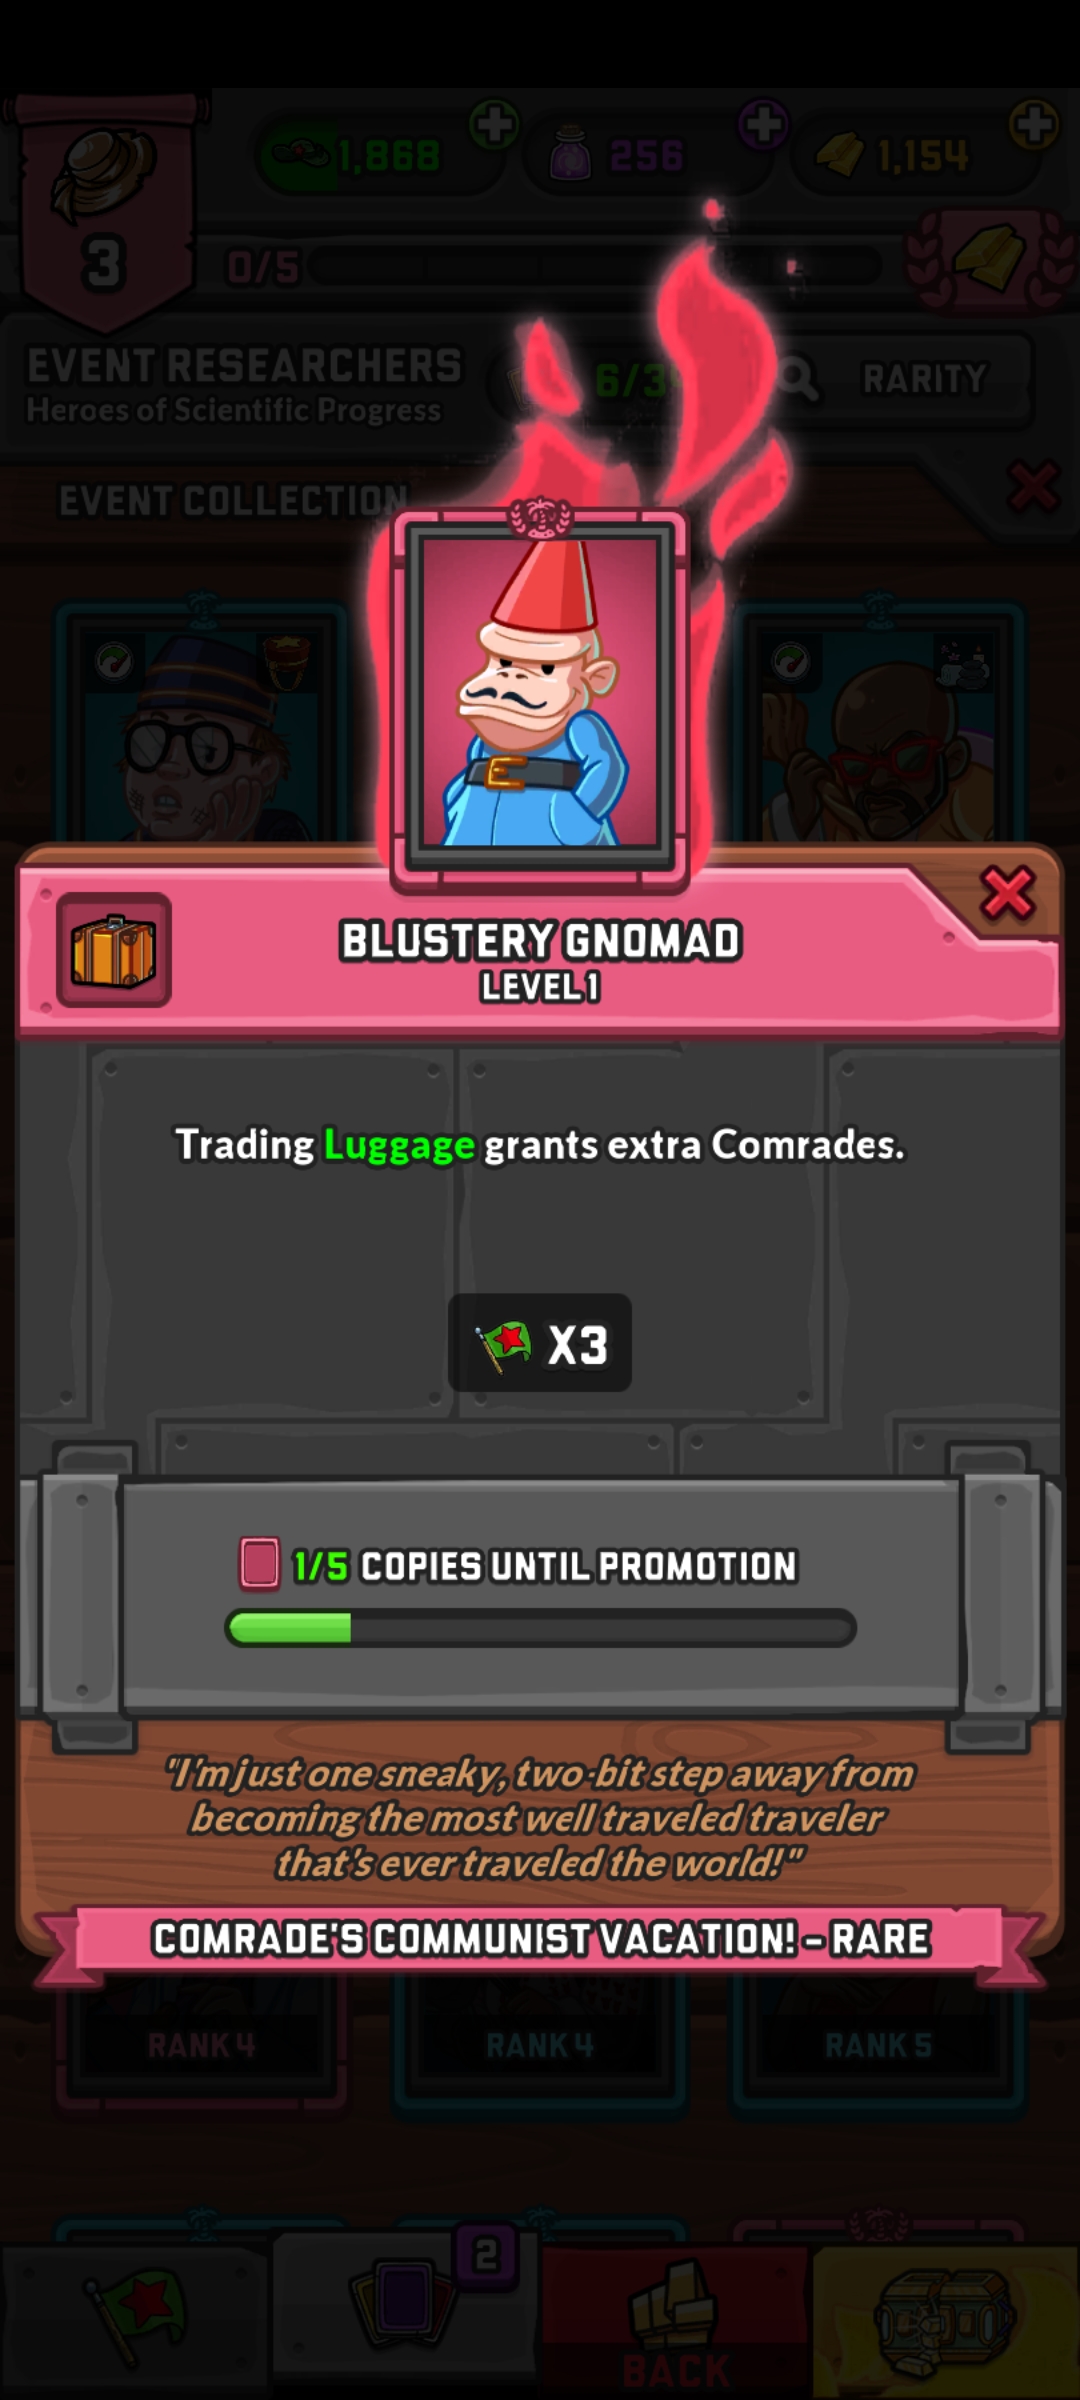 1,868
256
1,154
3
0/5
EVENT RESEARCHERS
6/3
RARITY
Heroes of Scientific Progress
EVENT COLLECTION
BLUSTERY GNOMAD
LEVEL 1
Trading Luggage grants extra Comrades.
X3
1/5 COPIES UNTIL PROMOTION
"I'm just one sneaky, two-bit step away from
becoming the most well traveled traveler
that's ever traveled the world!"
COMRADE'S COMMUNIST VACATION! - RARE
RANK 4
RANK 4
RANK 5
2
BACK